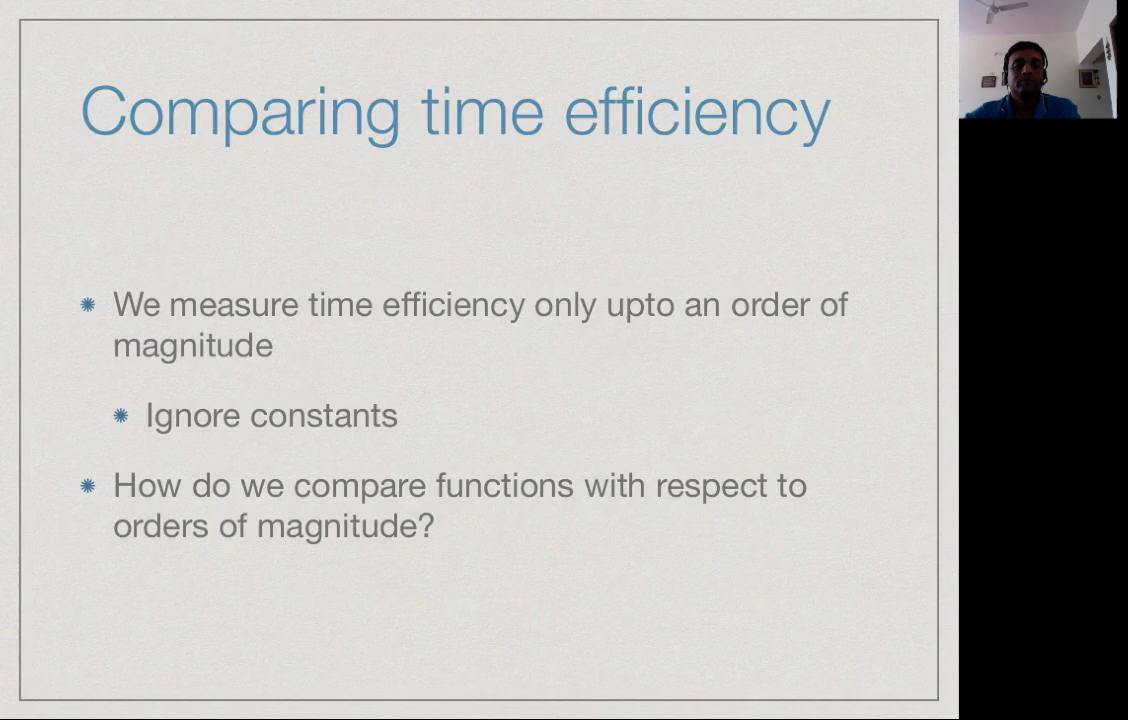 Comparing time efficiency
We measure time efficiency only upto an order of
magnitude
Ignore constants
How do we compare functions with respect to
orders of magnitude?